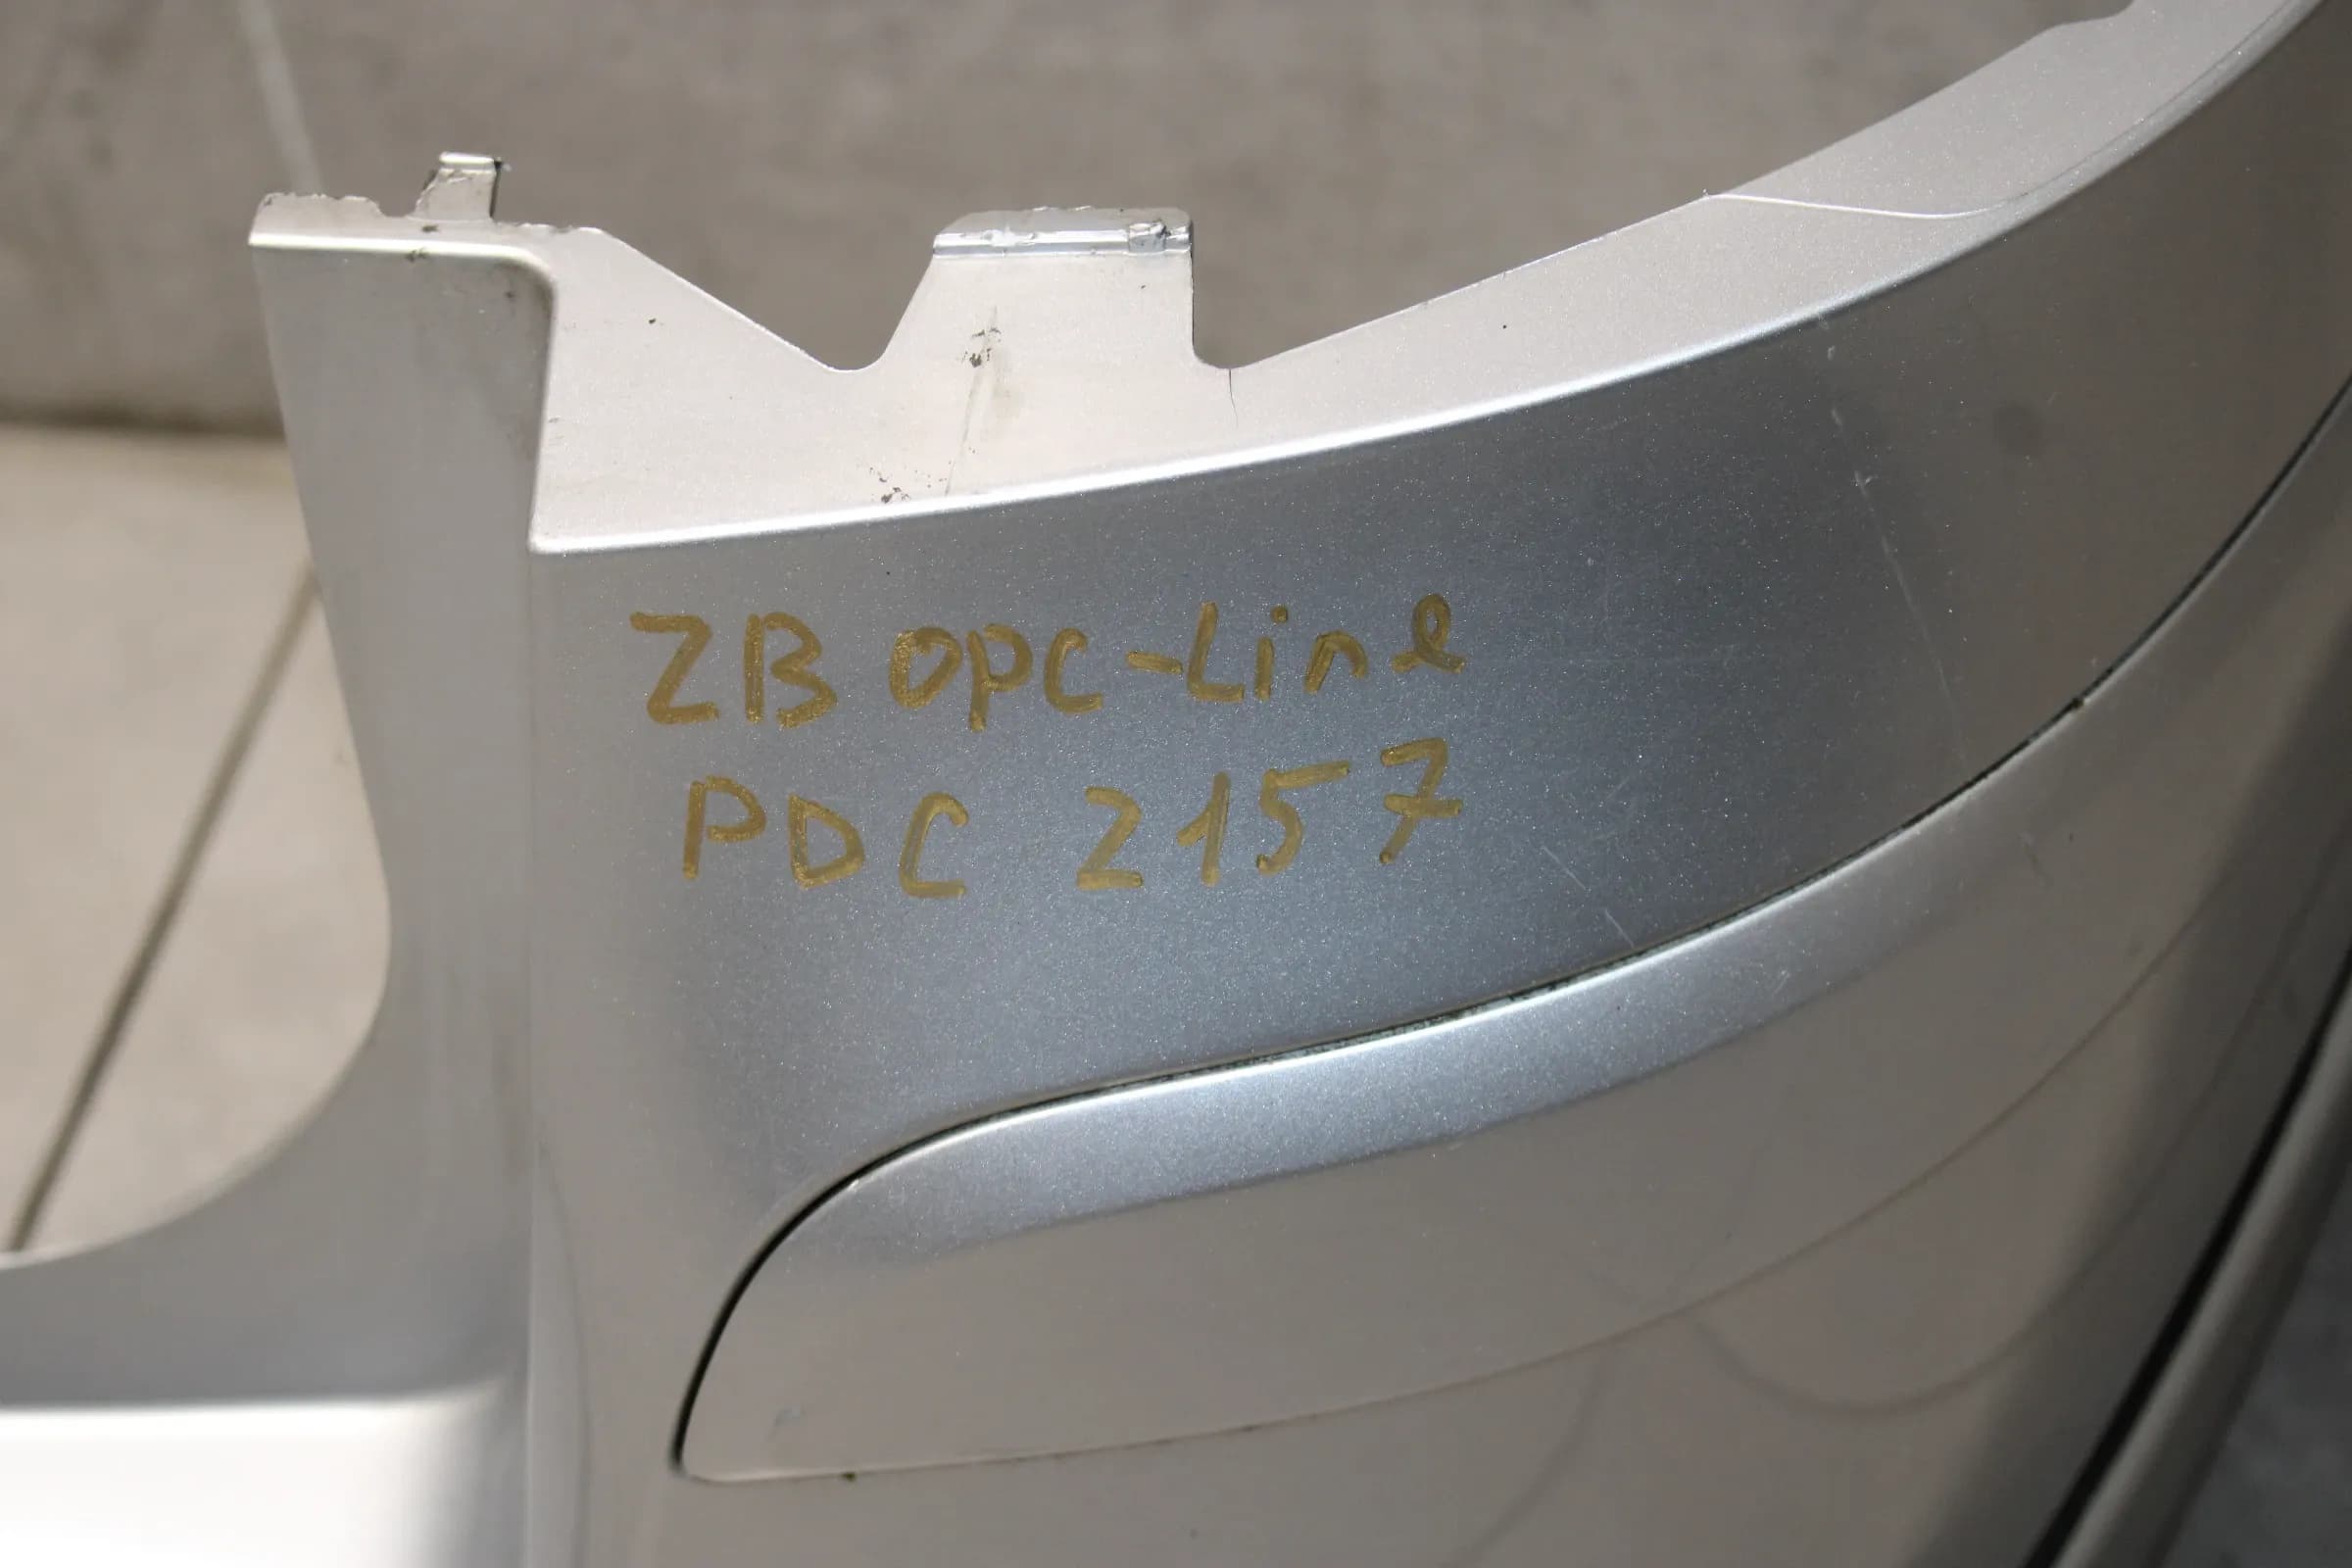 ZB OPC-Line
PDC 2157